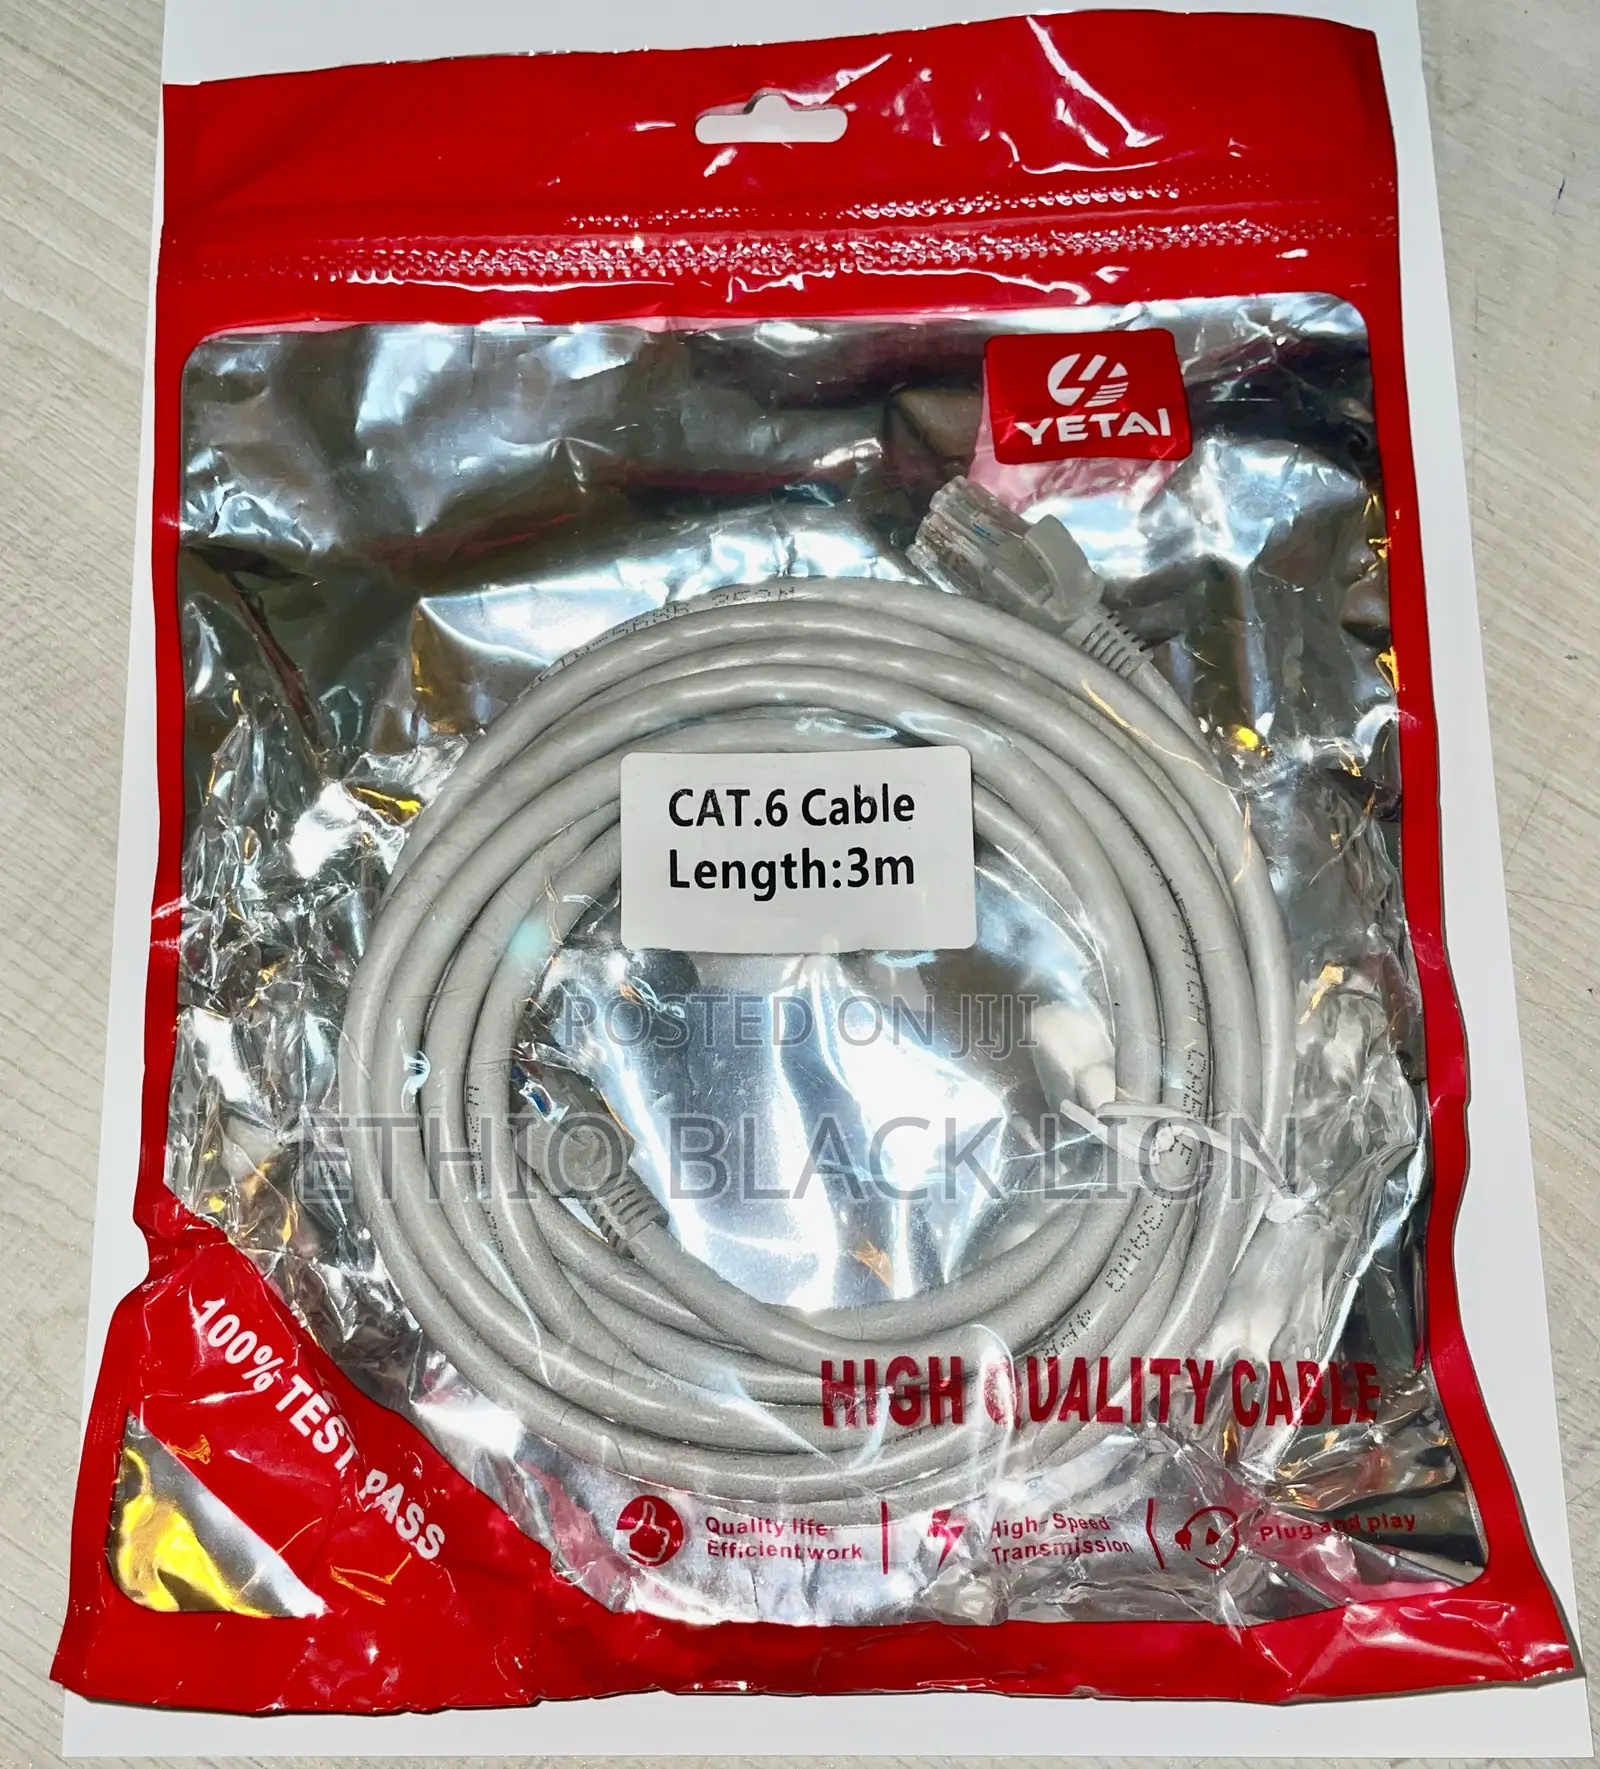 YETAI
CAT.6 Cable
Length:3m
POSTED ON JIJI
ETHIO BLACK LION
100% TEST PASS
HIGH QUALITY CABLE
Quality life
Efficient work
High-Speed
Transmission
Plug and play